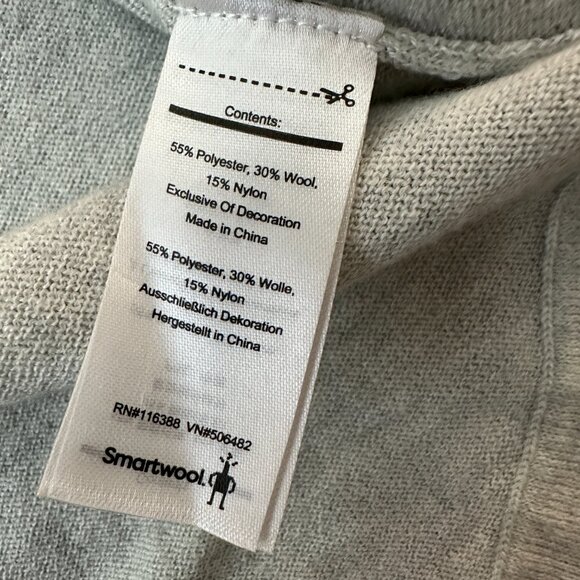 Contents:
55% Polyester, 30% Wool,
15% Nylon
Exclusive Of Decoration
Made in China
55% Polyester, 30% Wolle,
15% Nylon
Ausschließlich Dekoration
Hergestellt in China
RN#116388 VN#506482
Smartwool.